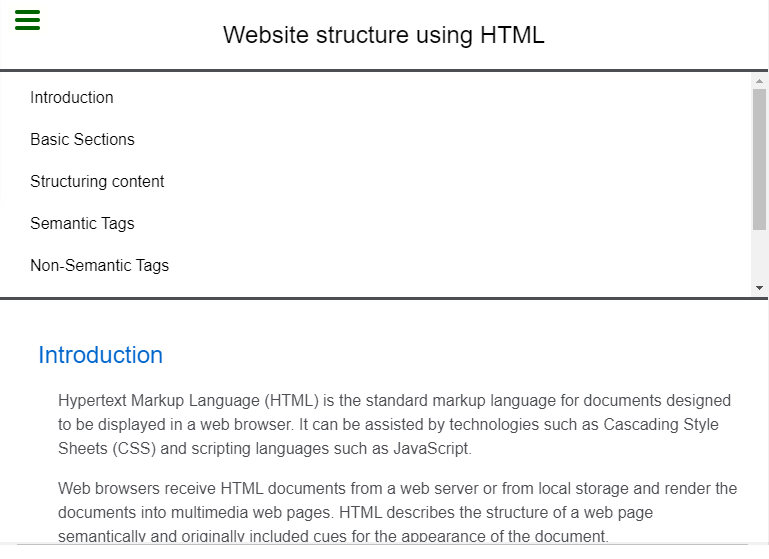 Website structure using HTML
Introduction
Basic Sections
Structuring content
Semantic Tags
Non-Semantic Tags
Introduction
Hypertext Markup Language (HTML) is the standard markup language for documents designed
to be displayed in a web browser. It can be assisted by technologies such as Cascading Style
Sheets (CSS) and scripting languages such as JavaScript.
Web browsers receive HTML documents from a web server or from local storage and render the
documents into multimedia web pages. HTML describes the structure of a web page
semantically and originally included cues for the appearance of the document.